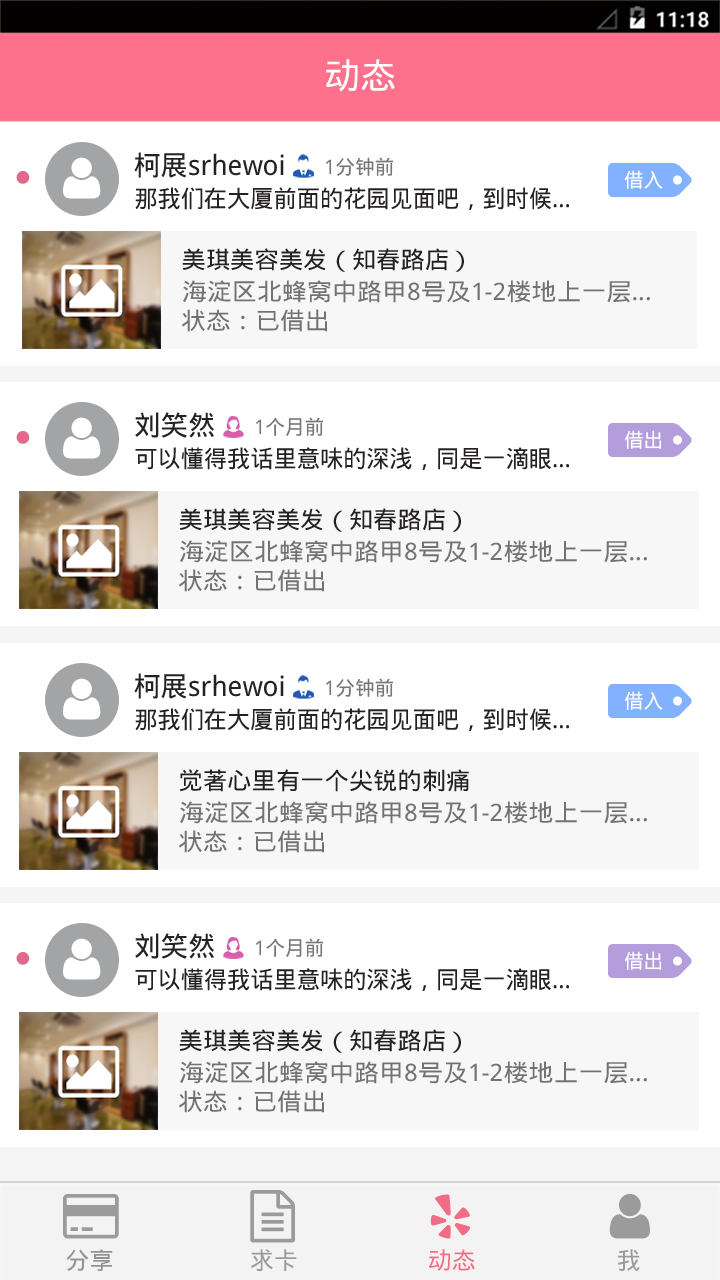 11:18
动态
柯展srhewoi 1分钟前
那我们在大厦前面的花园见面吧，到时候...
借入
美琪美容美发（知春路店）
海淀区北蜂窝中路甲8号及1-2楼地上一层...
状态：已借出
刘笑然 1个月前
可以懂得我话里意味的深浅，同是一滴眼...
借出
美琪美容美发（知春路店）
海淀区北蜂窝中路甲8号及1-2楼地上一层...
状态：已借出
柯展srhewoi 1分钟前
那我们在大厦前面的花园见面吧，到时候...
借入
觉著心里有一个尖锐的刺痛
海淀区北蜂窝中路甲8号及1-2楼地上一层...
状态：已借出
刘笑然 1个月前
可以懂得我话里意味的深浅，同是一滴眼...
借出
美琪美容美发（知春路店）
海淀区北蜂窝中路甲8号及1-2楼地上一层...
状态：已借出
分享 求卡 动态 我